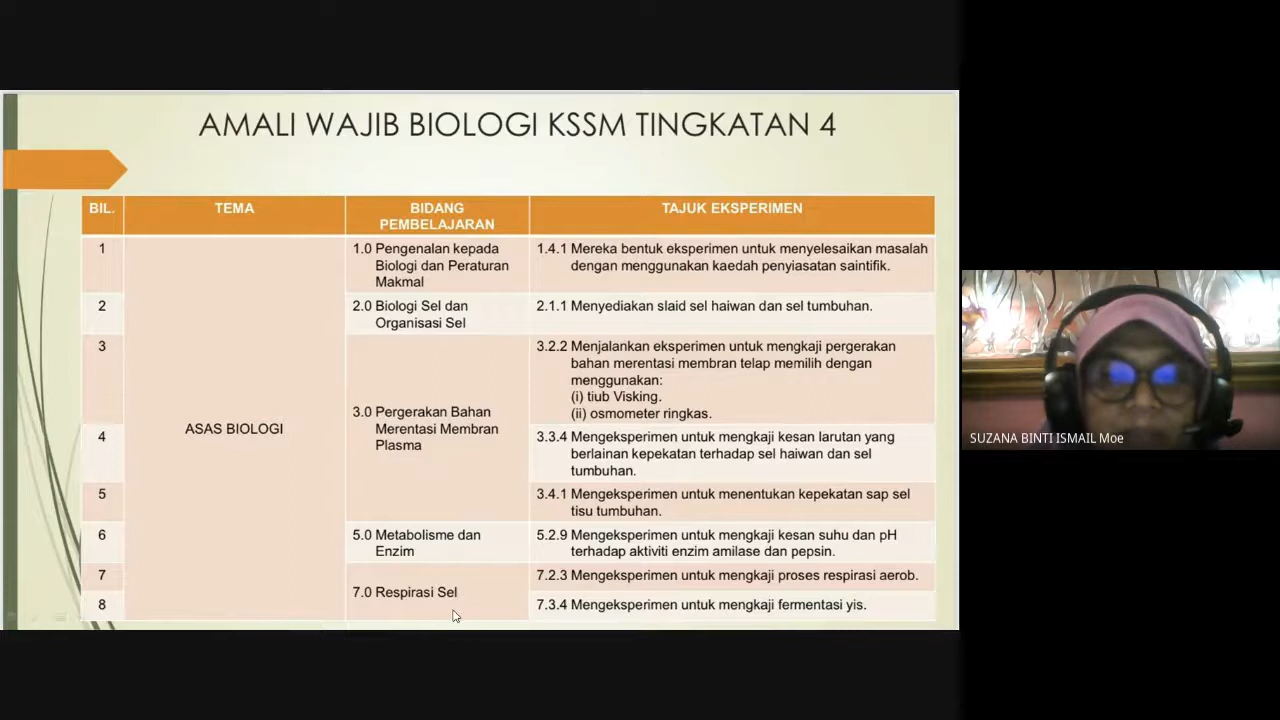 AMALI WAJIB BIOLOGI KSSM TINGKATAN 4
BIL.
TEMA
BIDANG
PEMBELAJARAN
TAJUK EKSPERIMEN
1
ASAS BIOLOGI
1.0 Pengenalan kepada
Biologi dan Peraturan
Makmal
1.4.1 Mereka bentuk eksperimen untuk menyelesaikan masalah
dengan menggunakan kaedah penyiasatan saintifik.
2
2.0 Biologi Sel dan
Organisasi Sel
2.1.1 Menyediakan slaid sel haiwan dan sel tumbuhan.
3
3.0 Pergerakan Bahan
Merentasi Membran
Plasma
3.2.2 Menjalankan eksperimen untuk mengkaji pergerakan
bahan merentasi membran telap memilih dengan
menggunakan:
(i) tiub Visking.
(ii) osmometer ringkas.
4
3.3.4 Mengeksperimen untuk mengkaji kesan larutan yang
berlainan kepekatan terhadap sel haiwan dan sel
tumbuhan.
5
3.4.1 Mengeksperimen untuk menentukan kepekatan sap sel
tisu tumbuhan.
6
5.0 Metabolisme dan
Enzim
5.2.9 Mengeksperimen untuk mengkaji kesan suhu dan pH
terhadap aktiviti enzim amilase dan pepsin.
7
7.0 Respirasi Sel
7.2.3 Mengeksperimen untuk mengkaji proses respirasi aerob.
8
7.3.4 Mengeksperimen untuk mengkaji fermentasi yis.
SUZANA BINTI ISMAIL Moe